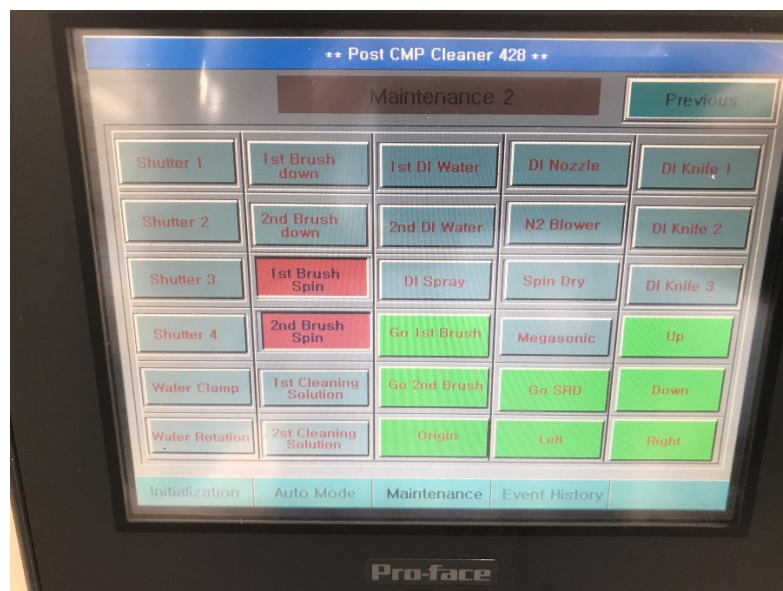 ** Post CMP Cleaner 428 **
Maintenance 2
Previous
Shutter 1
1st Brush
down
1st DI Water
DI Nozzle
DI Knife 1
Shutter 2
2nd Brush
down
2nd DI Water
N2 Blower
DI Knife 2
Shutter 3
1st Brush
Spin
DI Spray
Spin Dry
DI Knife 3
Shutter 4
2nd Brush
Spin
Go 1st Brush
Megasonic
Up
Wafer Clamp
1st Cleaning
Solution
Go 2nd Brush
Go SRD
Down
Wafer Rotation
2st Cleaning
Solution
Origin
Left
Right
Initialization
Auto Mode
Maintenance
Event History
Pro-face